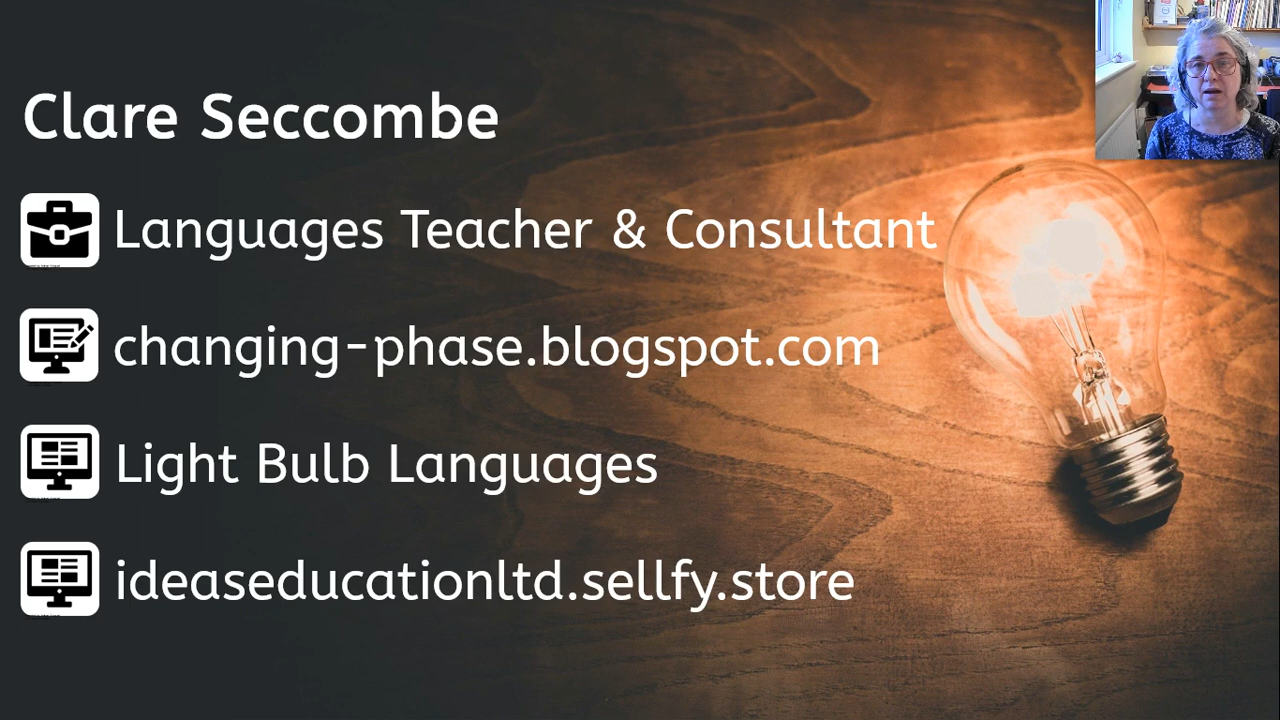 Clare Seccombe
Languages Teacher & Consultant
changing-phase.blogspot.com
Light Bulb Languages
ideaseducationltd.sellfy.store